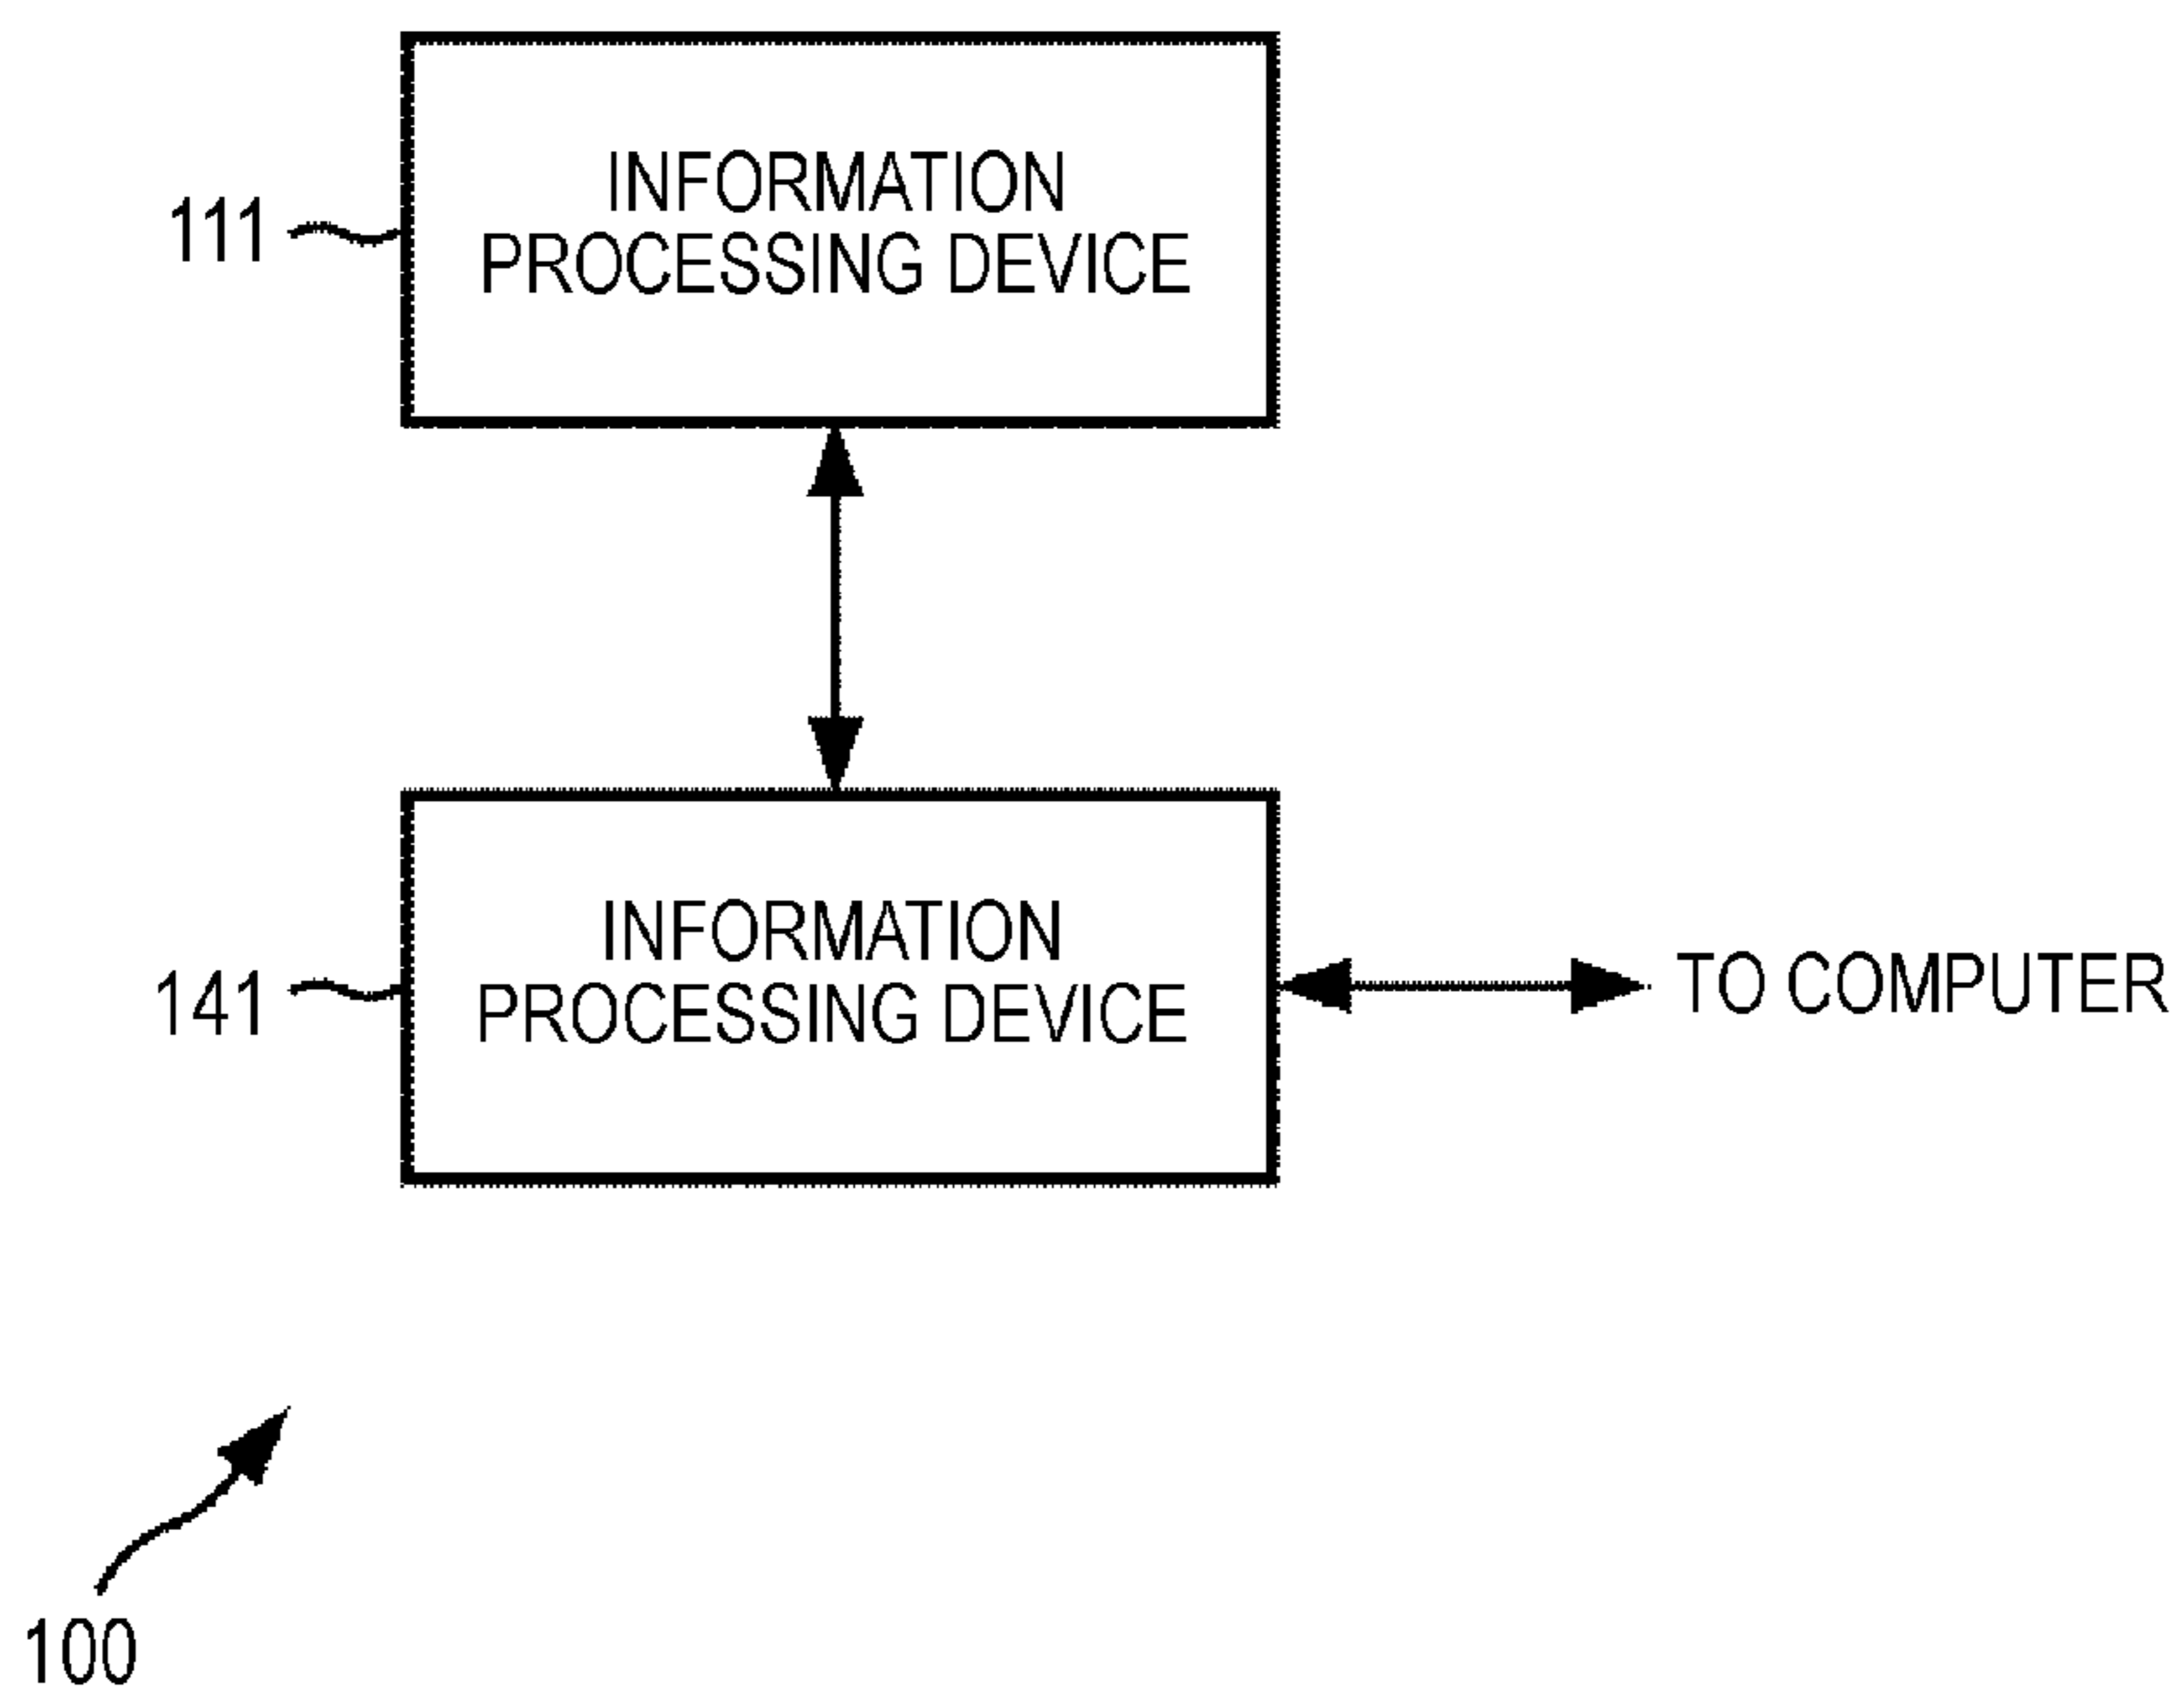 INFORMATION
PROCESSING DEVICE
111
INFORMATION
PROCESSING DEVICE
141
TO COMPUTER
100